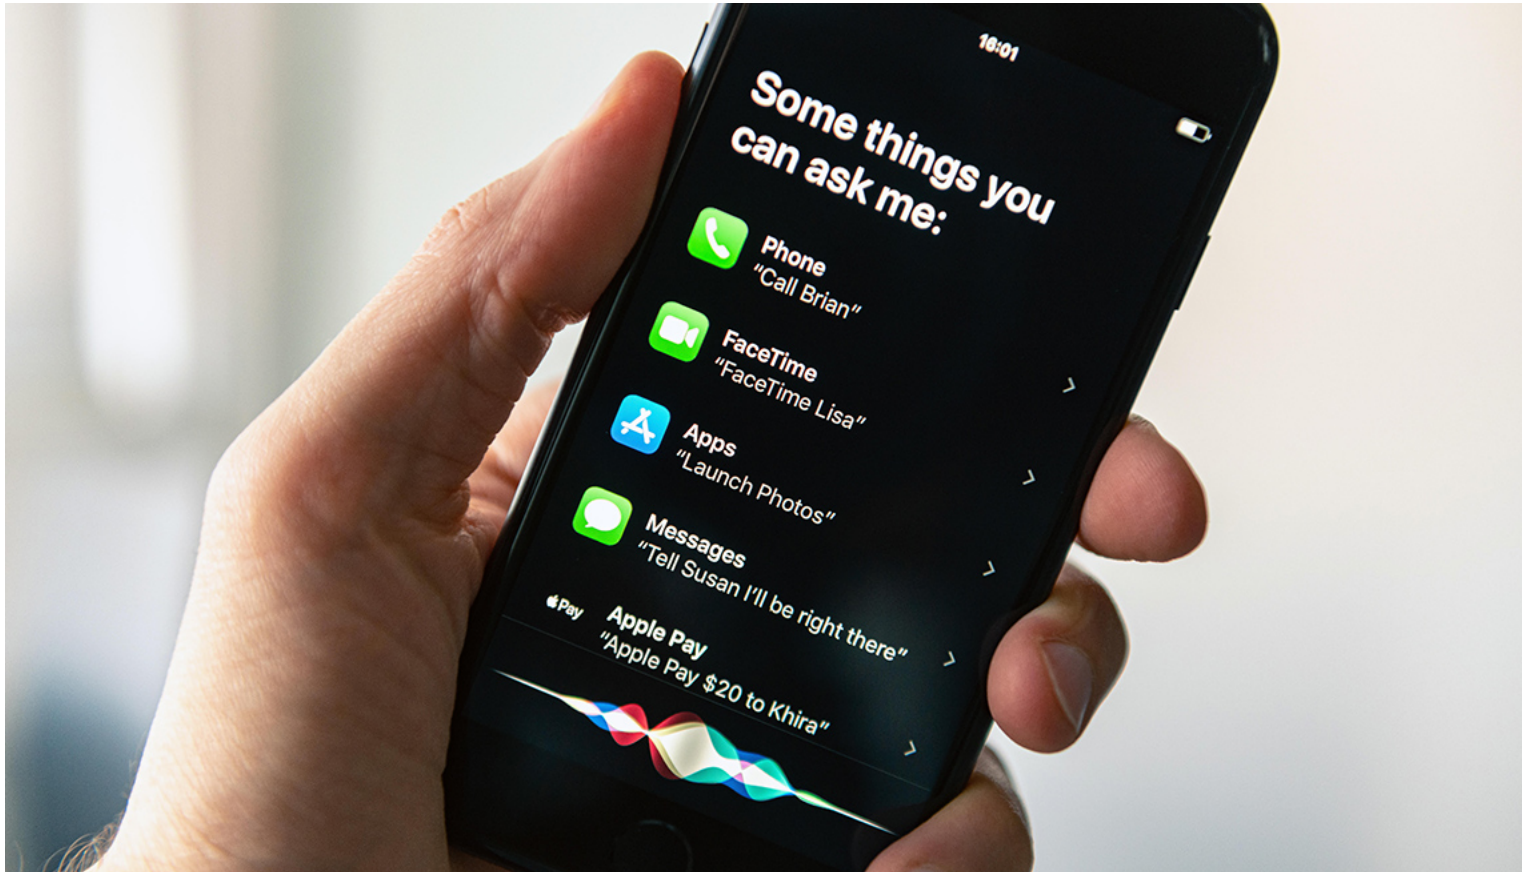 16:01
Some things you
can ask me:
Phone
“Call Brian”
FaceTime
“FaceTime Lisa”
Apps
“Launch Photos”
Messages
“Tell Susan I’ll be right there”
Pay
Apple Pay
“Apple Pay $20 to Khira”